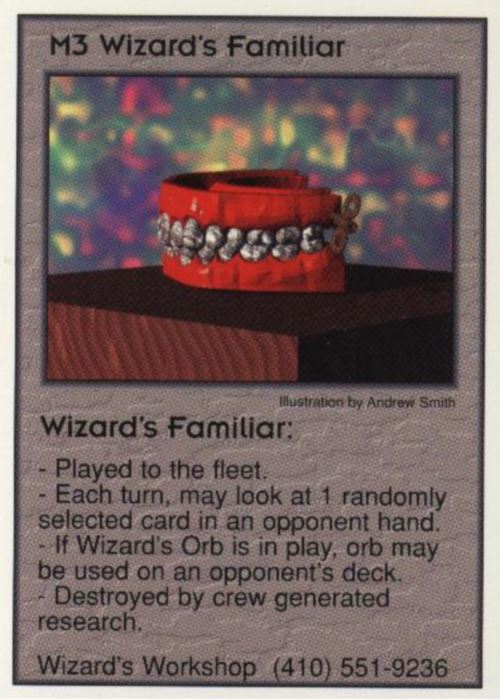 M3 Wizard's Familiar
Illustration by Andrew Smith
Wizard's Familiar:
- Played to the fleet.
- Each turn, may look at 1 randomly
selected card in an opponent hand.
- If Wizard's Orb is in play, orb may
be used on an opponent's deck.
- Destroyed by crew generated
research.
Wizard's Workshop (410) 551-9236